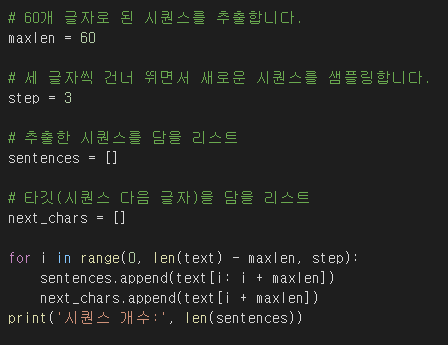 # 60개 글자로 된 시퀀스를 추출합니다.
maxlen = 60
# 세 글자씩 건너 뛰면서 새로운 시퀀스를 샘플링합니다.
step = 3
# 추출한 시퀀스를 담을 리스트
sentences = []
# 타깃(시퀀스 다음 글자)을 담을 리스트
next_chars = []
for i in range(0, len(text) - maxlen, step):
    sentences.append(text[i: i + maxlen])
    next_chars.append(text[i + maxlen])
print('시퀀스 개수:', len(sentences))